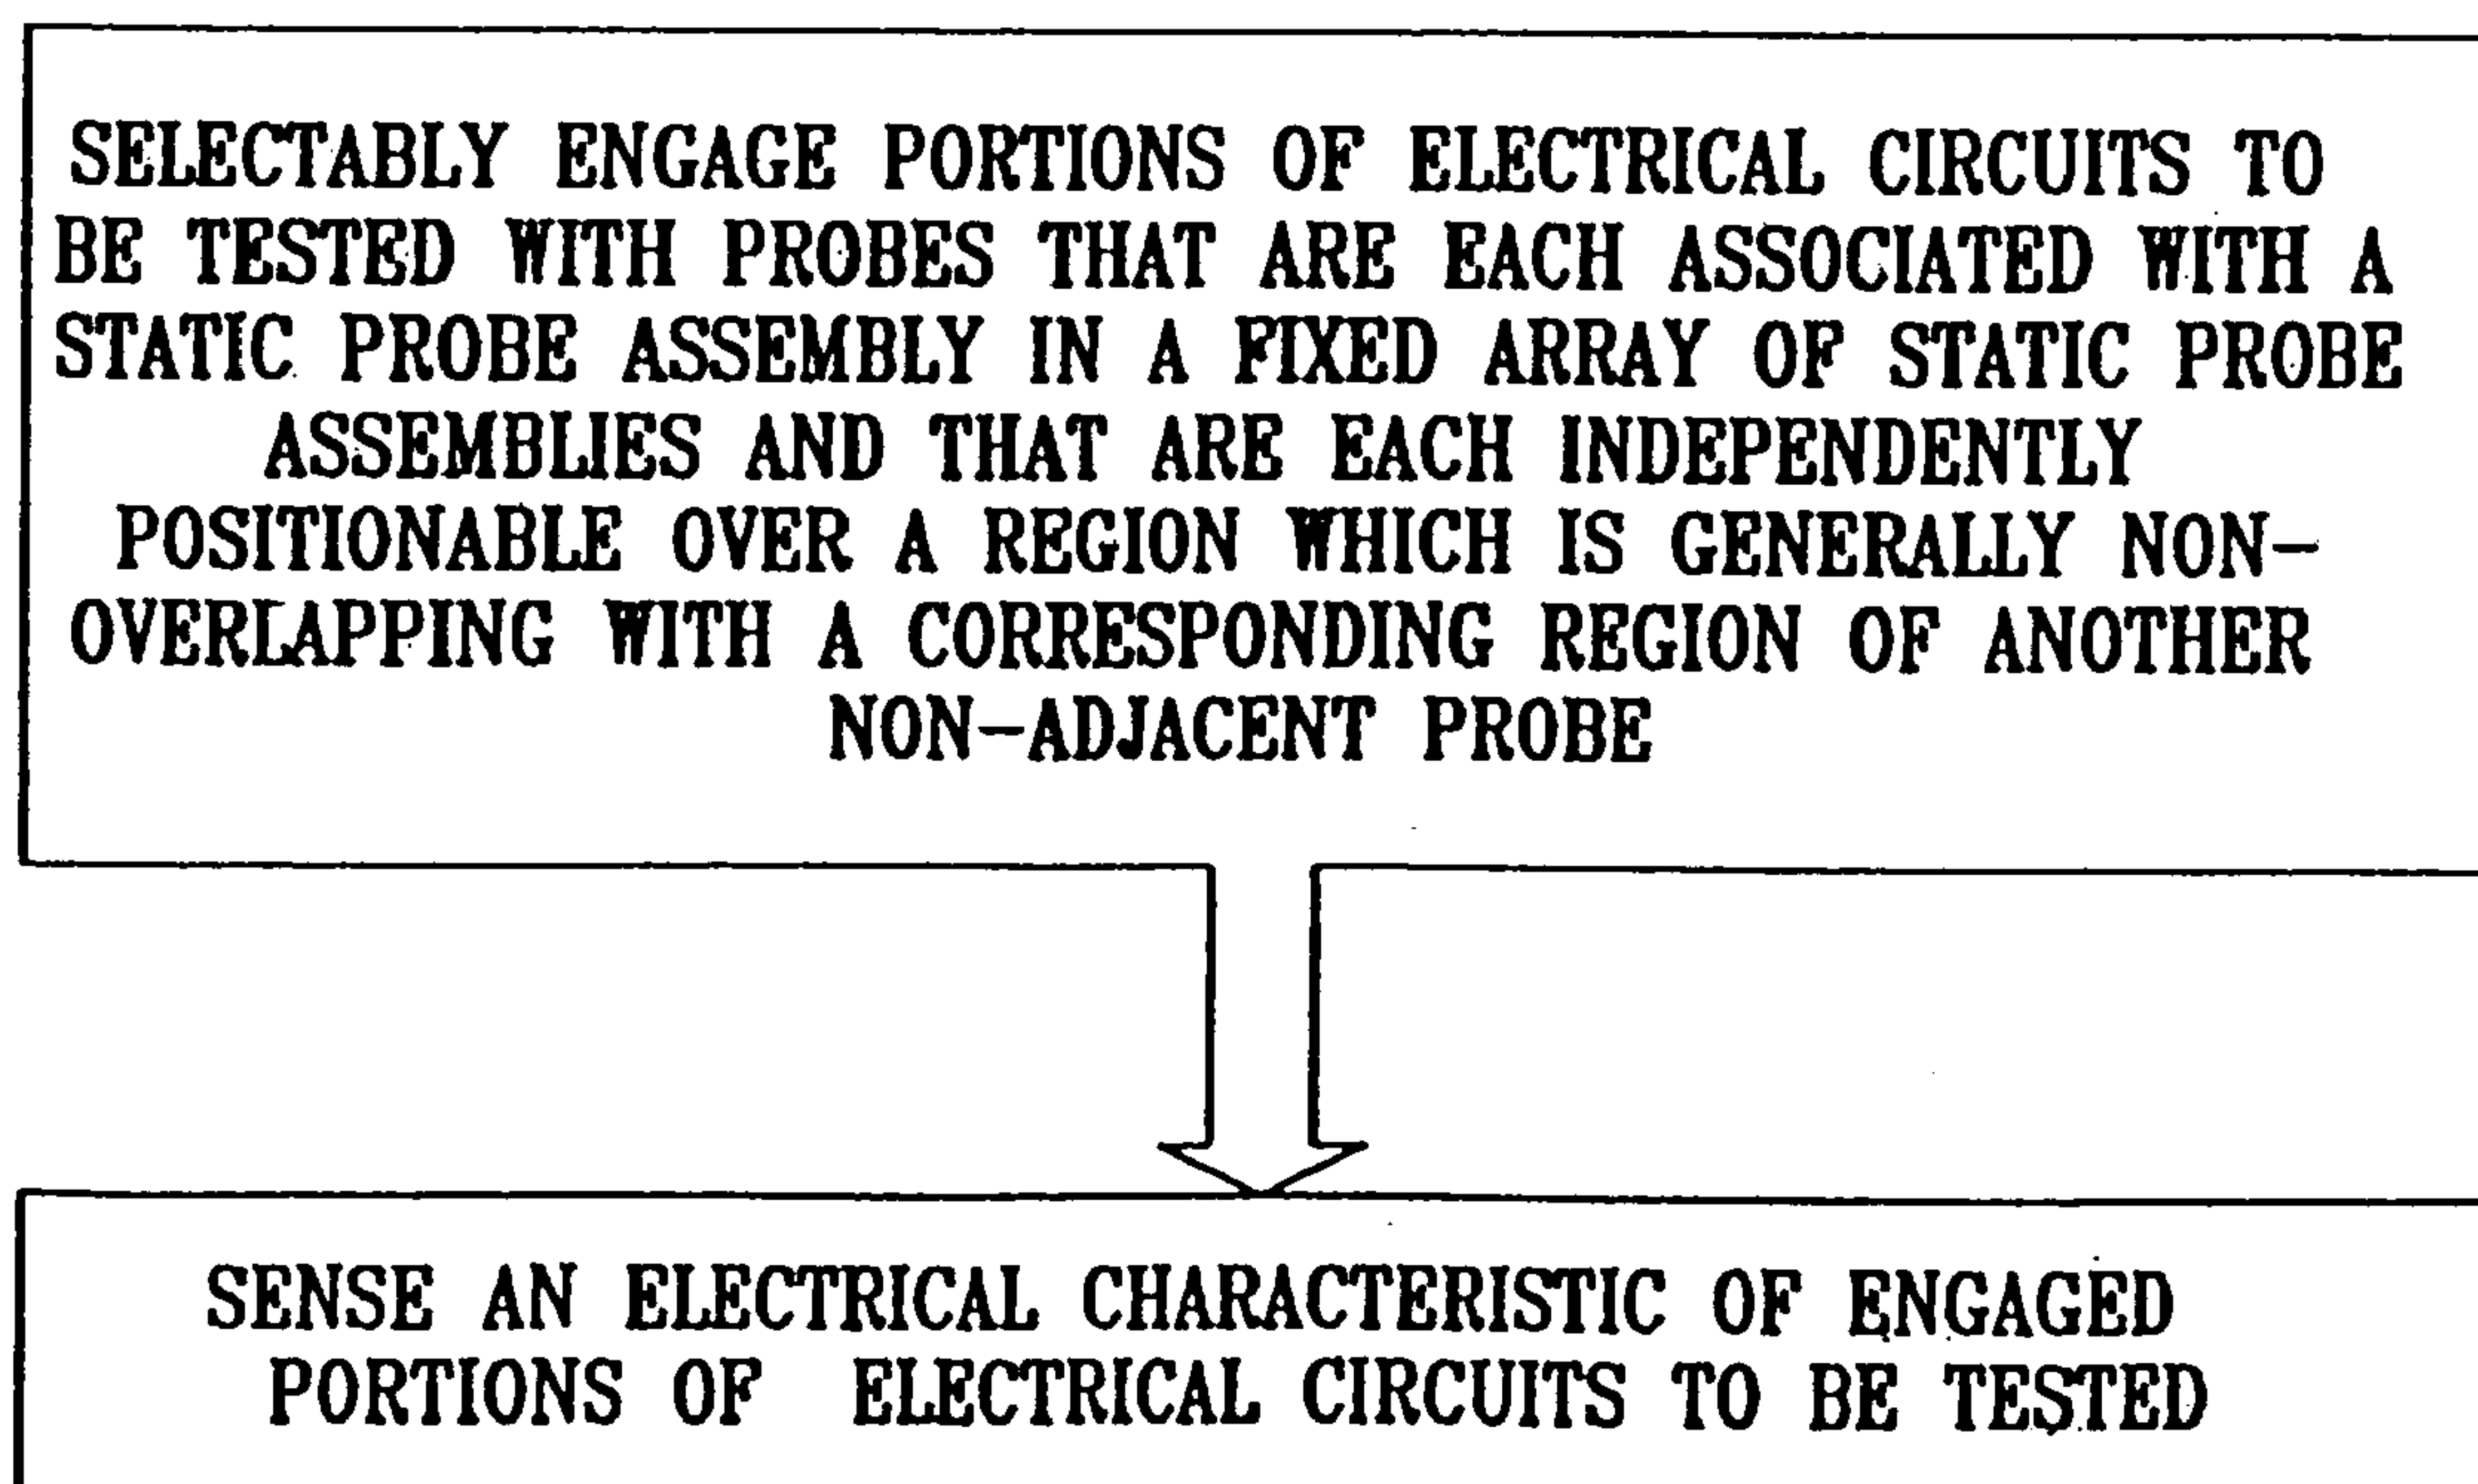 SELECTABLY ENGAGE PORTIONS OF ELECTRICAL CIRCUITS TO
BE TESTED WITH PROBES THAT ARE EACH ASSOCIATED WITH A
STATIC PROBE ASSEMBLY IN A FIXED ARRAY OF STATIC PROBE
ASSEMBLIES AND THAT ARE EACH INDEPENDENTLY
POSITIONABLE OVER A REGION WHICH IS GENERALLY NON-
OVERLAPPING WITH A CORRESPONDING REGION OF ANOTHER
NON-ADJACENT PROBE
SENSE AN ELECTRICAL CHARACTERISTIC OF ENGAGED
PORTIONS OF ELECTRICAL CIRCUITS TO BE TESTED